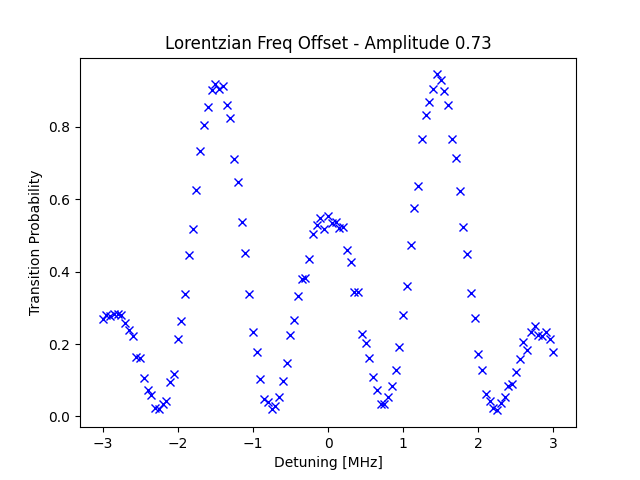 Lorentzian Freq Offset - Amplitude 0.73
Transition Probability
0.8
0.6
0.4
0.2
0.0
−3 −2 −1 0 1 2 3
Detuning [MHz]